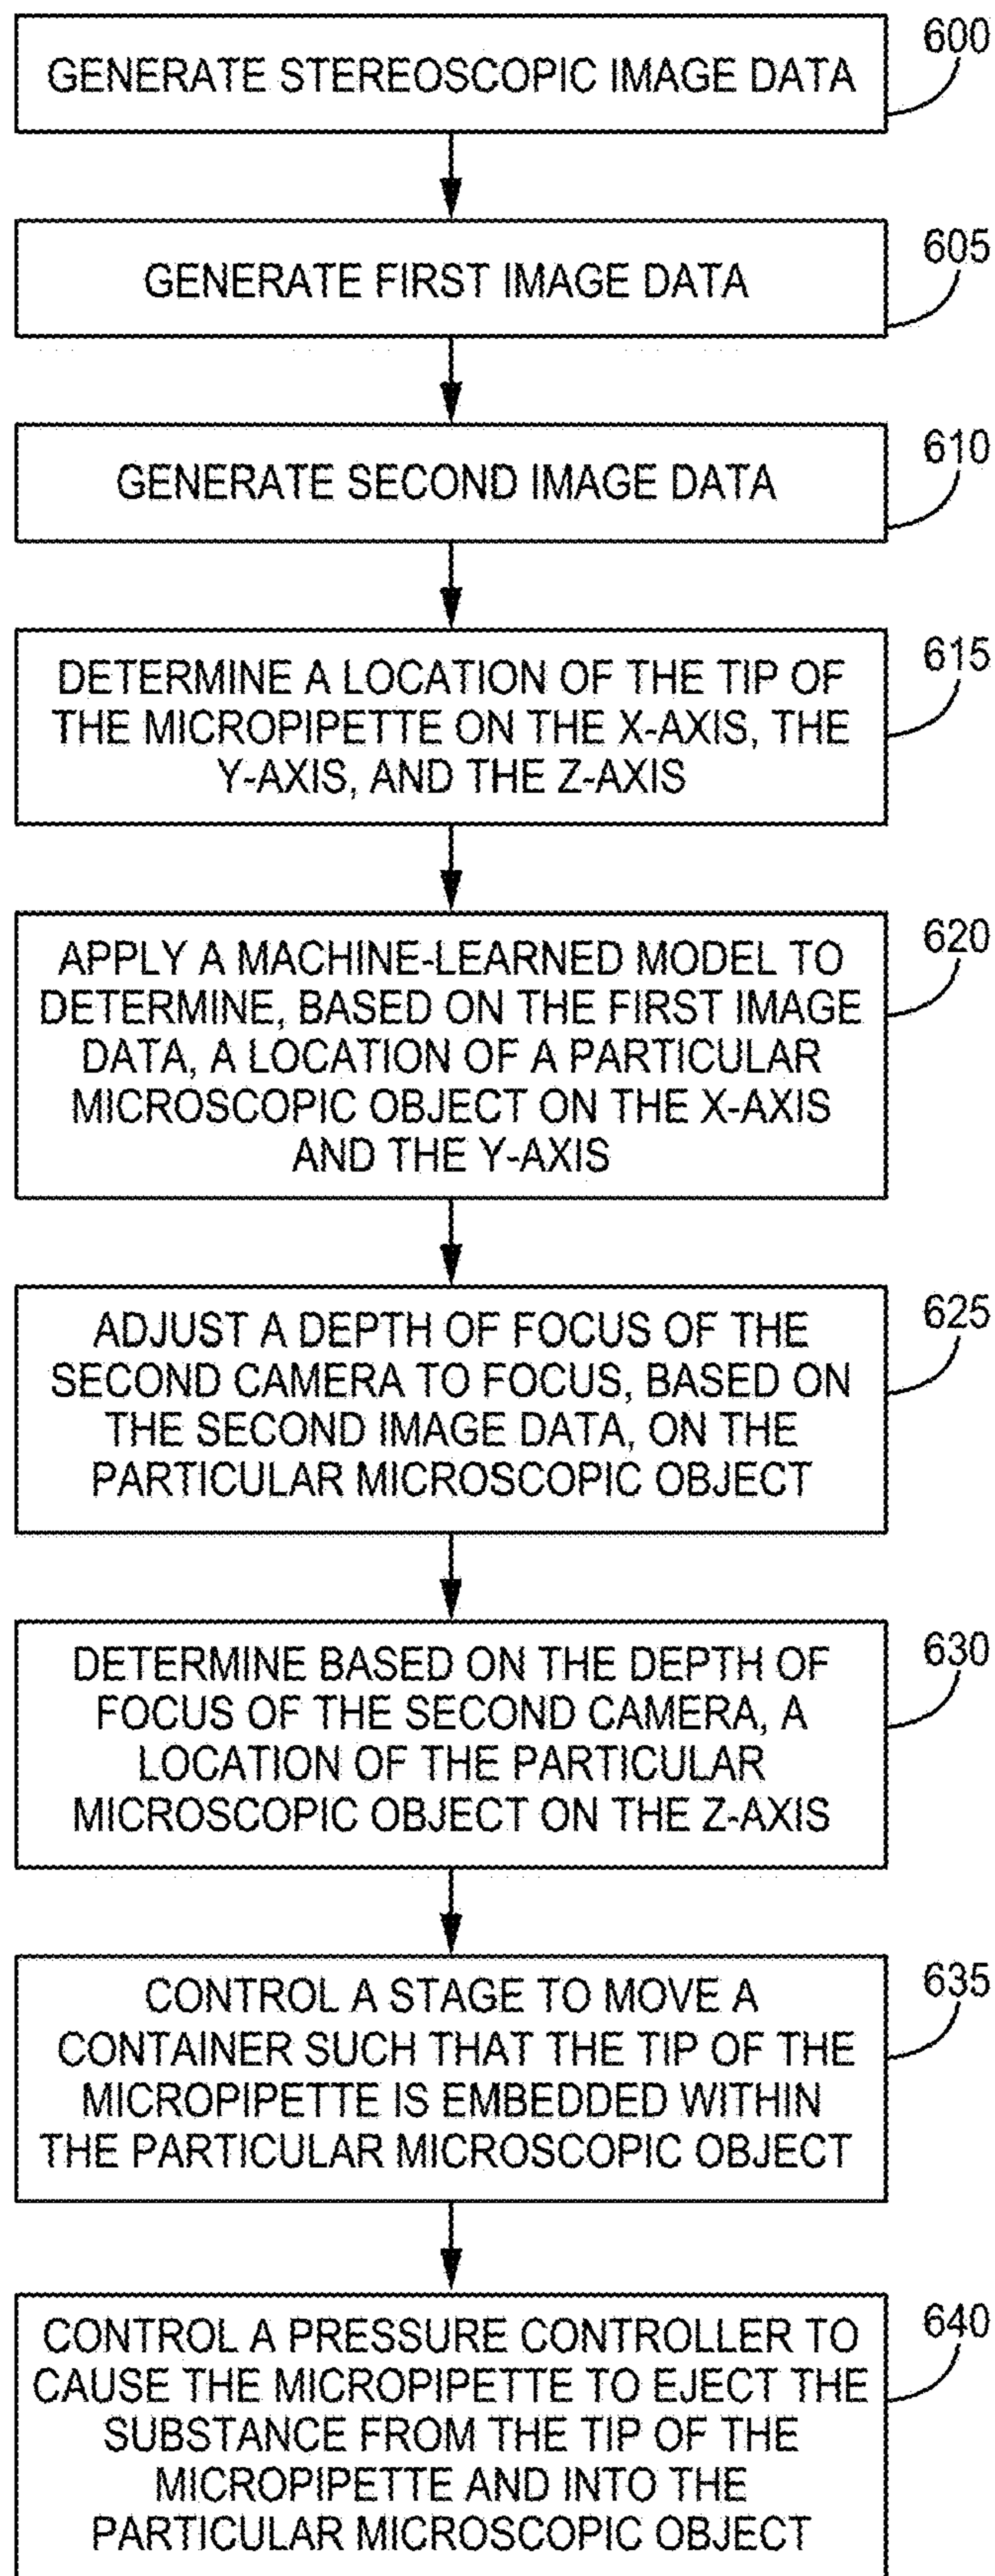 600
GENERATE STEREOSCOPIC IMAGE DATA
605
GENERATE FIRST IMAGE DATA
610
GENERATE SECOND IMAGE DATA
615
DETERMINE A LOCATION OF THE TIP OF
THE MICROPIPETTE ON THE X-AXIS, THE
Y-AXIS, AND THE Z-AXIS
620
APPLY A MACHINE-LEARNED MODEL TO
DETERMINE, BASED ON THE FIRST IMAGE
DATA, A LOCATION OF A PARTICULAR
MICROSCOPIC OBJECT ON THE X-AXIS
AND THE Y-AXIS
625
ADJUST A DEPTH OF FOCUS OF THE
SECOND CAMERA TO FOCUS, BASED ON
THE SECOND IMAGE DATA, ON THE
PARTICULAR MICROSCOPIC OBJECT
630
DETERMINE BASED ON THE DEPTH OF
FOCUS OF THE SECOND CAMERA, A
LOCATION OF THE PARTICULAR
MICROSCOPIC OBJECT ON THE Z-AXIS
635
CONTROL A STAGE TO MOVE A
CONTAINER SUCH THAT THE TIP OF THE
MICROPIPETTE IS EMBEDDED WITHIN
THE PARTICULAR MICROSCOPIC OBJECT
640
CONTROL A PRESSURE CONTROLLER TO
CAUSE THE MICROPIPETTE TO EJECT THE
SUBSTANCE FROM THE TIP OF THE
MICROPIPETTE AND INTO THE
PARTICULAR MICROSCOPIC OBJECT